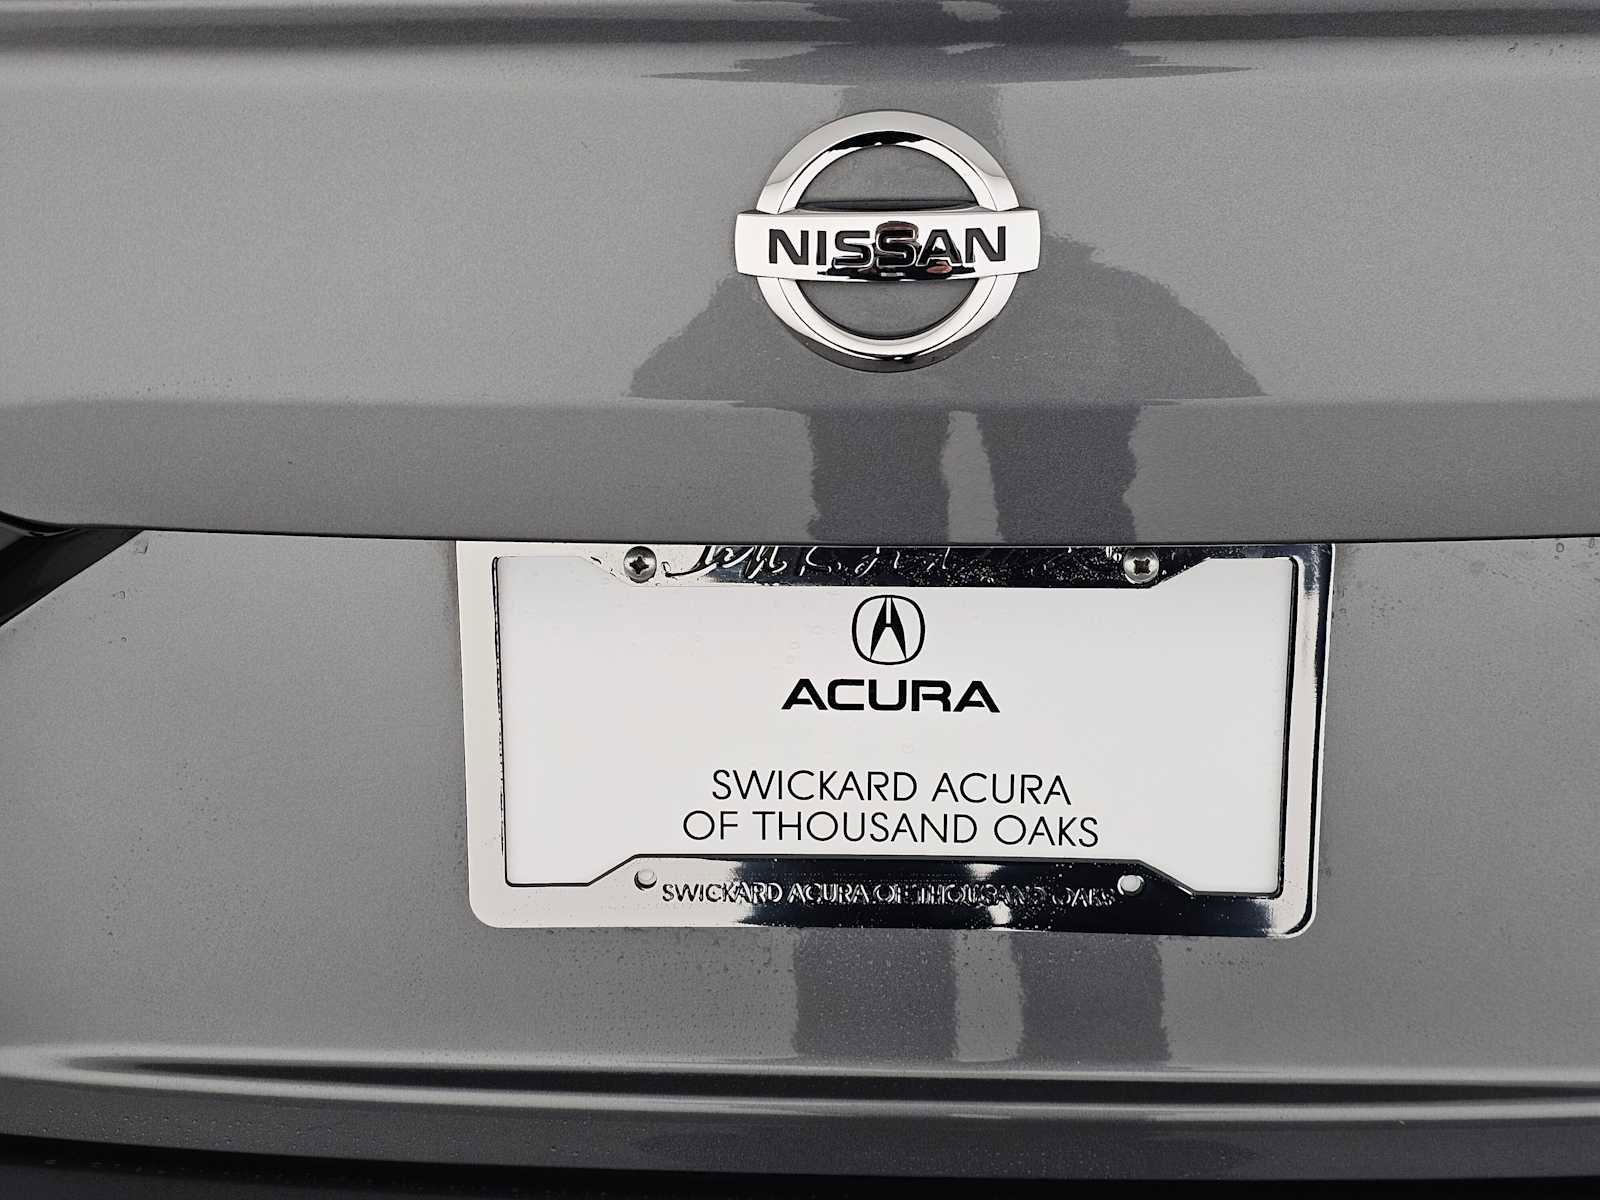 NISSAN
ACURA
SWICKARD ACURA
OF THOUSAND OAKS
SWICKARD ACURA OF THOUSAND OAKS